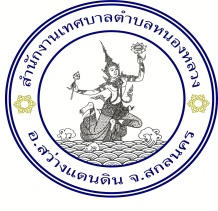 สำนักงานเทศบาลตำบลหนองหลวง
อ.สว่างแดนดิน จ.สกลนคร